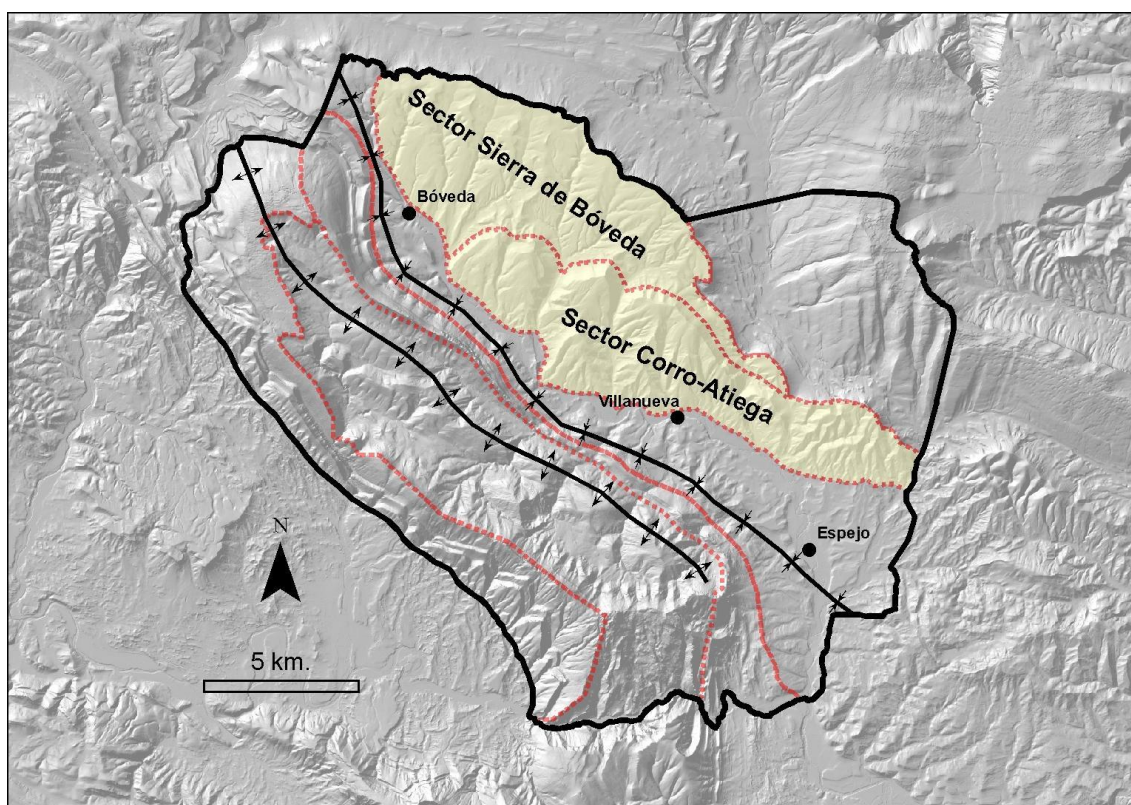 Sector Sierra de Bóveda
Bóveda
Sector Corro-Atiega
Villanueva
Espejo
N
5 km.